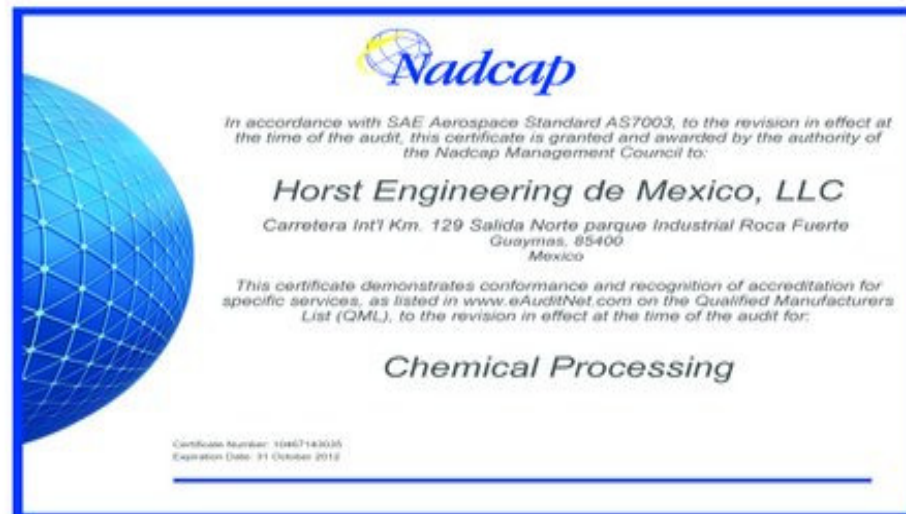 Nadcap
In accordance with SAE Aerospace Standard AS7003, to the revision in effect at
the time of the audit, this certificate is granted and awarded by the authority of
the Nadcap Management Council to:
Horst Engineering de Mexico, LLC
Carretera Int'l Km. 129 Salida Norte parque Industrial Roca Fuerte
Guaymas, 85400
Mexico
This certificate demonstrates conformance and recognition of accreditation for
specific services, as listed in www.eAuditNet.com on the Qualified Manufacturers
List (QML), to the revision in effect at the time of the audit for:
Chemical Processing
Certificate Number: 10467143035
Expiration Date: 31 October 2012